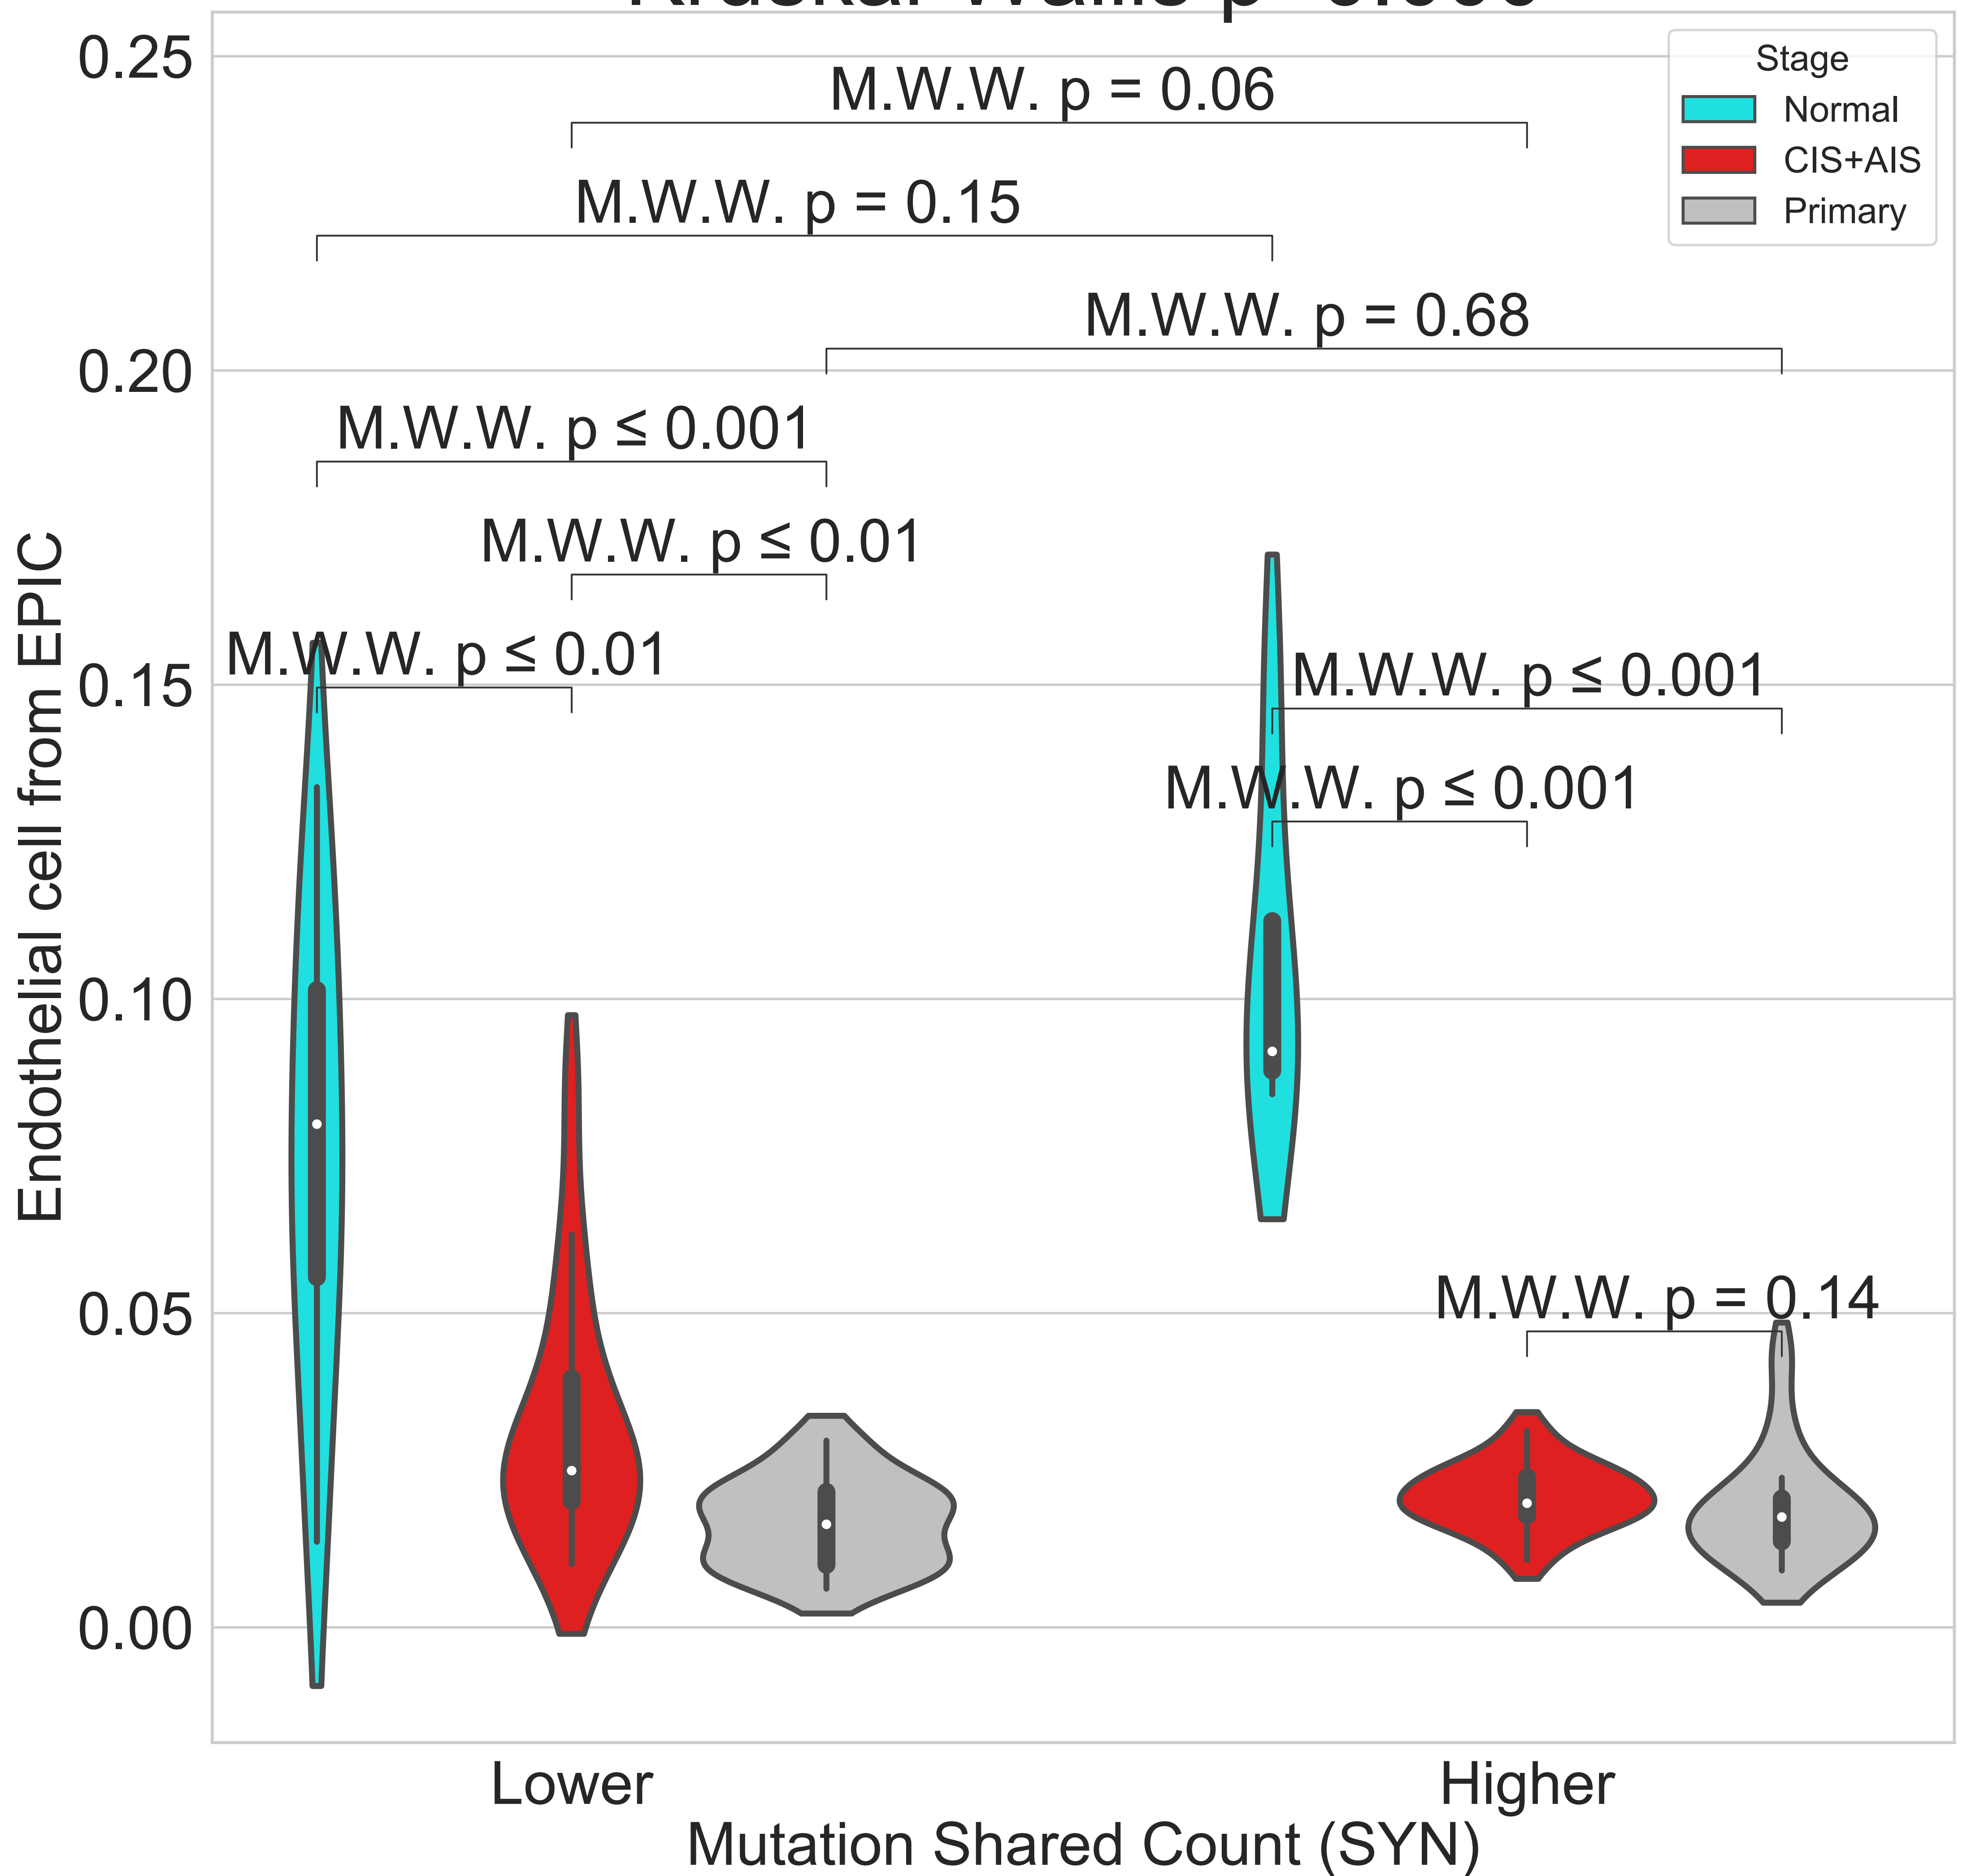 0.25
M.W.W. p = 0.06
Stage
Normal
CIS+AIS
Primary
M.W.W. p = 0.15
M.W.W. p = 0.68
0.20
M.W.W. p ≤ 0.001
M.W.W. p ≤ 0.01
M.W.W. p ≤ 0.01
0.15
M.W.W. p ≤ 0.001
M.W.W. p ≤ 0.001
Endothelial cell from EPIC
0.10
0.05
M.W.W. p = 0.14
0.00
Lower
Higher
Mutation Shared Count (SYN)